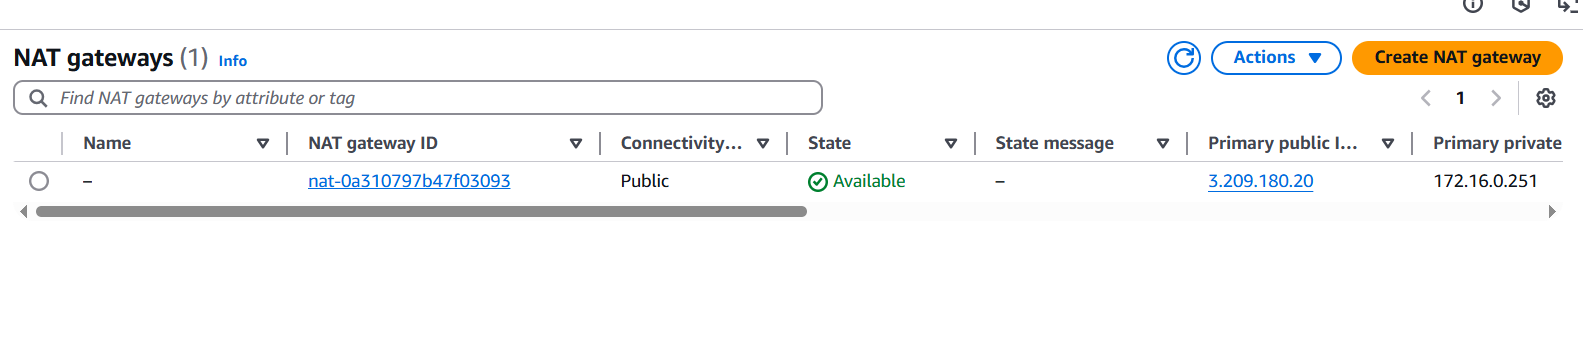 NAT gateways (1) Info
Actions
Create NAT gateway
Find NAT gateways by attribute or tag
1
Name NAT gateway ID Connectivity... State State message Primary public I... Primary private
– nat-0a310797b47f03093 Public Available – 3.209.180.20 172.16.0.251